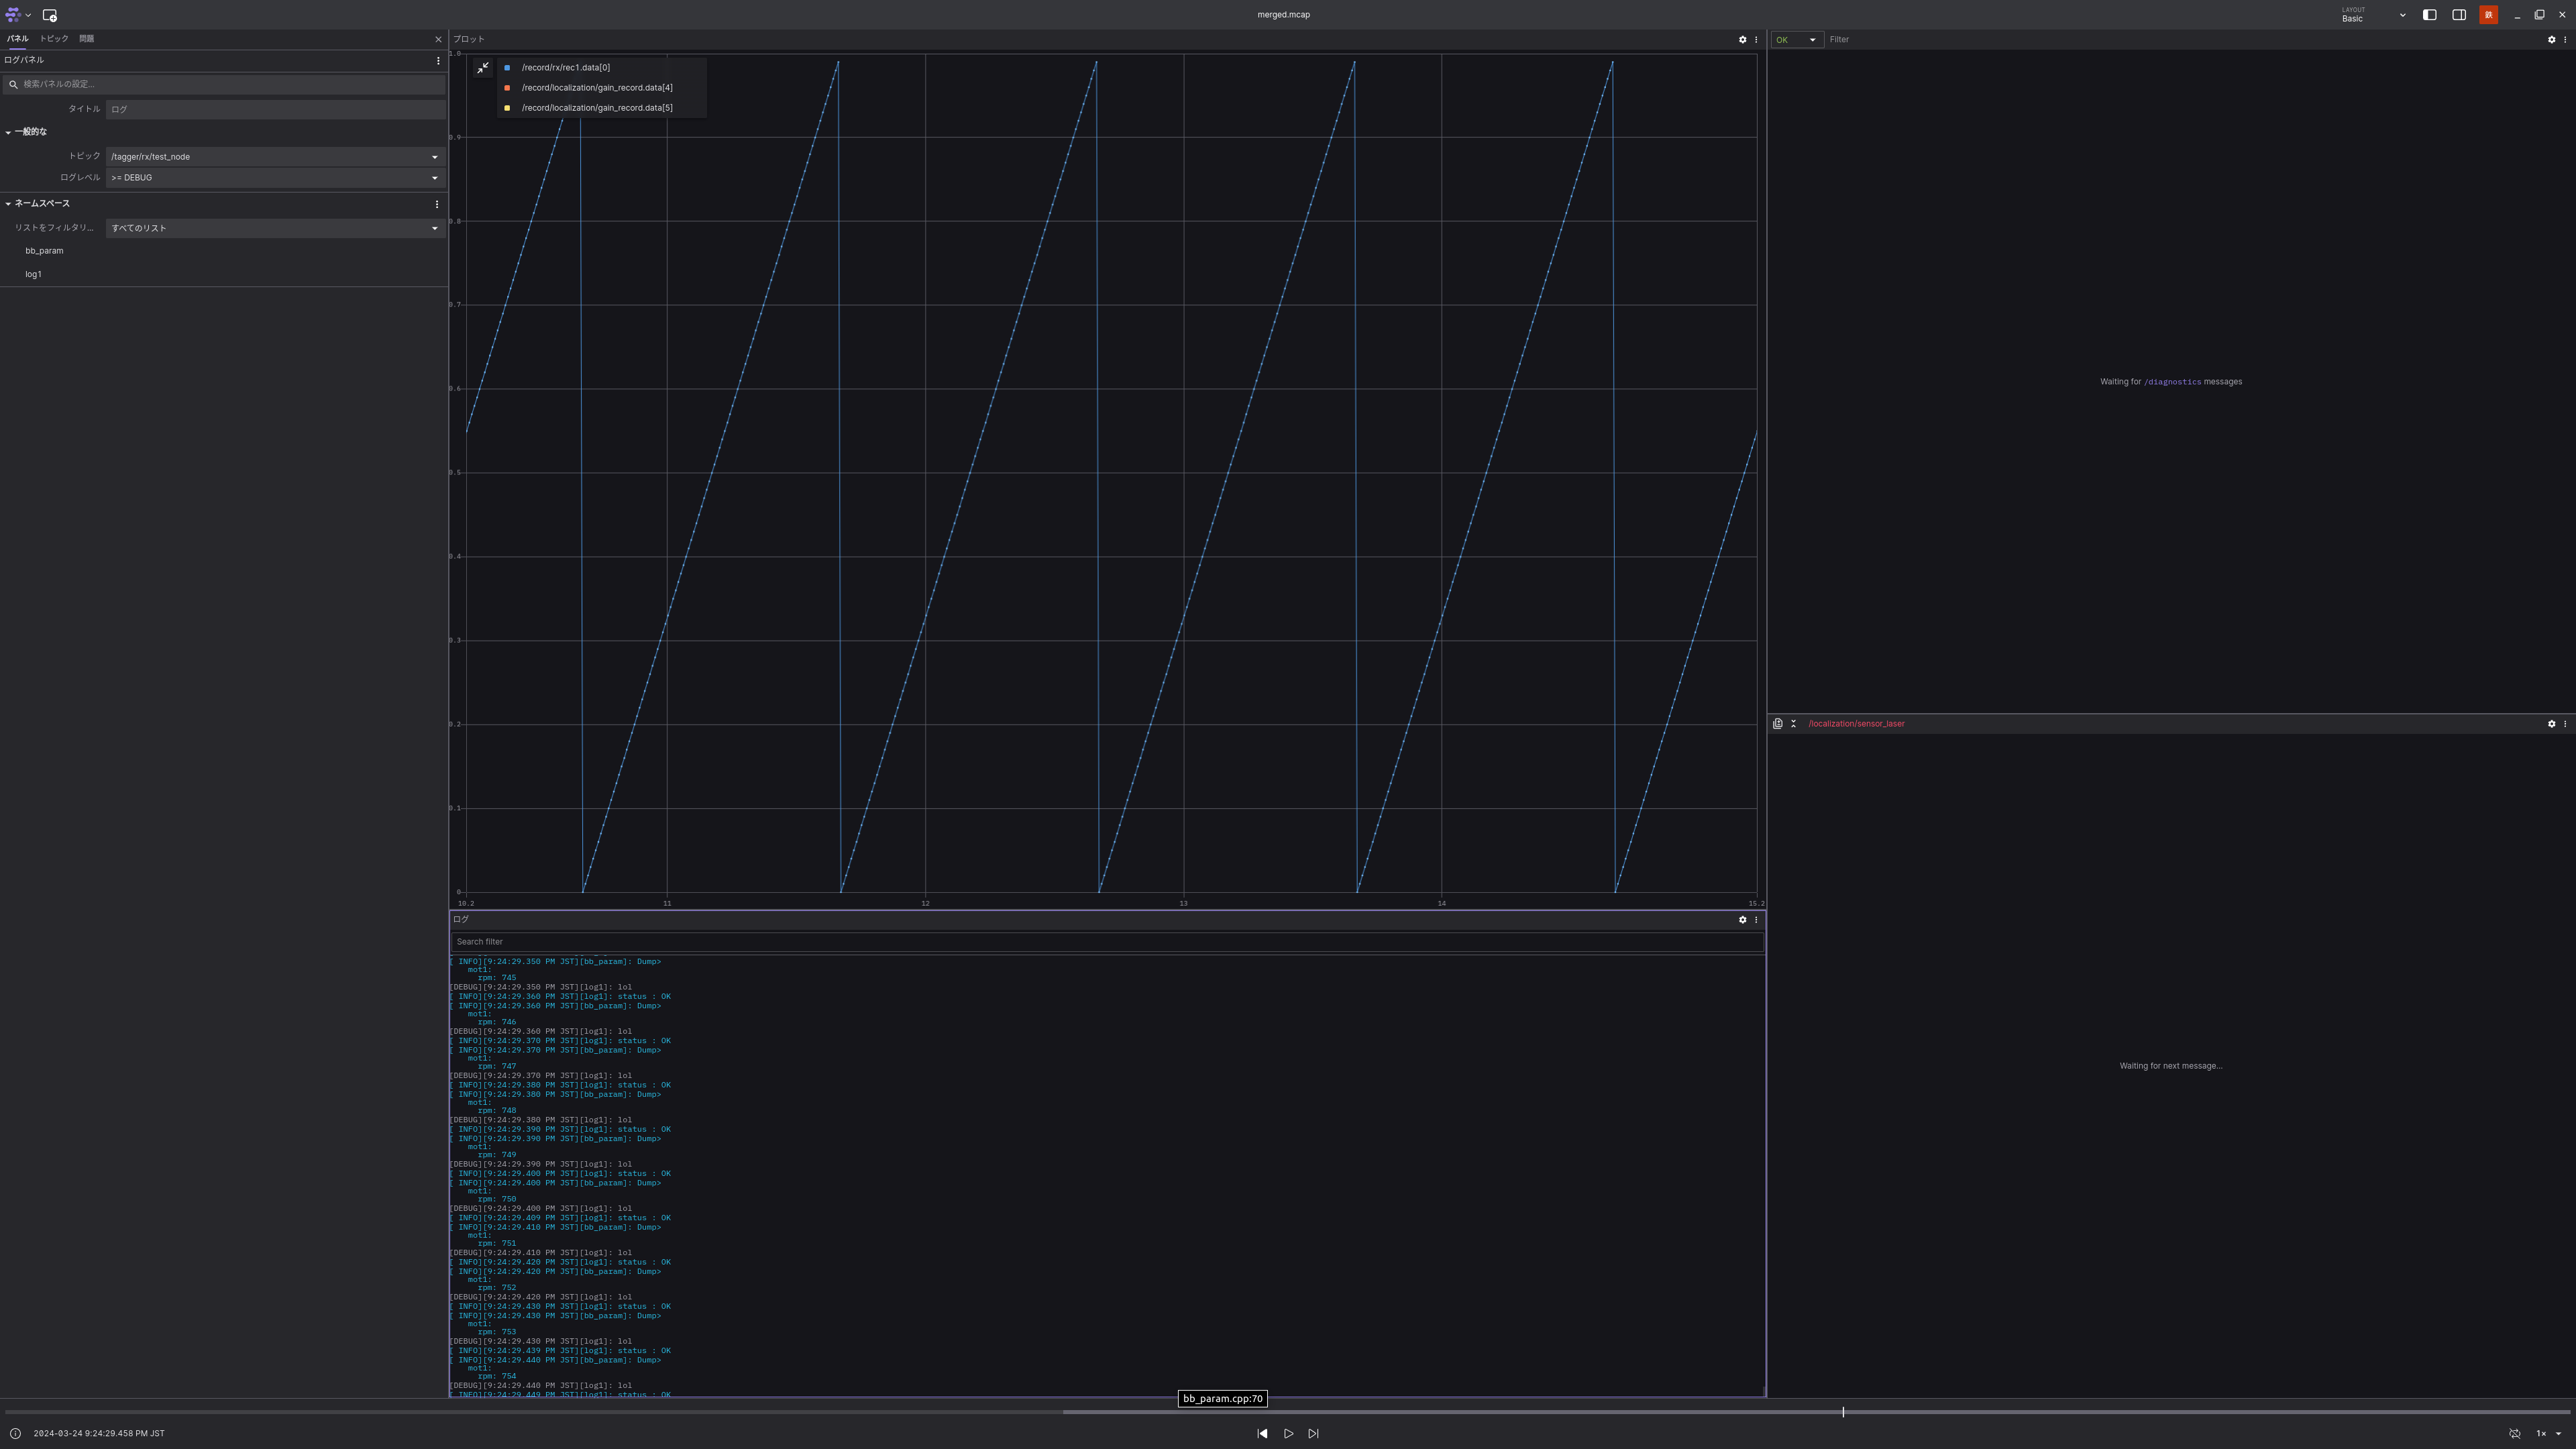 merged.mcap
LAYOUT
Basic
鉄
パネル
トピック
問題
ログパネル
検索パネルの設定...
タイトル
ログ
一般的な
トピック
/tagger/rx/test_node
ログレベル
>= DEBUG
ネームスペース
リストをフィルタリ...
すべてのリスト
bb_param
log1
プロット
/record/rx/rec1.data[0]
/record/localization/gain_record.data[4]
/record/localization/gain_record.data[5]
1.0
0.9
0.8
0.7
0.6
0.5
0.4
0.3
0.2
0.1
0
10.2
11
12
13
14
15.2
ログ
Search filter
[ INFO][9:24:29.350 PM JST][bb_param]: Dump>
mot1:
rpm: 745
[DEBUG][9:24:29.350 PM JST][log1]: lol
[ INFO][9:24:29.360 PM JST][log1]: status : OK
[ INFO][9:24:29.360 PM JST][bb_param]: Dump>
mot1:
rpm: 746
[DEBUG][9:24:29.360 PM JST][log1]: lol
[ INFO][9:24:29.370 PM JST][log1]: status : OK
[ INFO][9:24:29.370 PM JST][bb_param]: Dump>
mot1:
rpm: 747
[DEBUG][9:24:29.370 PM JST][log1]: lol
[ INFO][9:24:29.380 PM JST][log1]: status : OK
[ INFO][9:24:29.380 PM JST][bb_param]: Dump>
mot1:
rpm: 748
[DEBUG][9:24:29.380 PM JST][log1]: lol
[ INFO][9:24:29.390 PM JST][log1]: status : OK
[ INFO][9:24:29.390 PM JST][bb_param]: Dump>
mot1:
rpm: 749
[DEBUG][9:24:29.390 PM JST][log1]: lol
[ INFO][9:24:29.400 PM JST][log1]: status : OK
[ INFO][9:24:29.400 PM JST][bb_param]: Dump>
mot1:
rpm: 750
[DEBUG][9:24:29.400 PM JST][log1]: lol
[ INFO][9:24:29.409 PM JST][log1]: status : OK
[ INFO][9:24:29.410 PM JST][bb_param]: Dump>
mot1:
rpm: 751
[DEBUG][9:24:29.410 PM JST][log1]: lol
[ INFO][9:24:29.420 PM JST][log1]: status : OK
[ INFO][9:24:29.420 PM JST][bb_param]: Dump>
mot1:
rpm: 752
[DEBUG][9:24:29.420 PM JST][log1]: lol
[ INFO][9:24:29.430 PM JST][log1]: status : OK
[ INFO][9:24:29.430 PM JST][bb_param]: Dump>
mot1:
rpm: 753
[DEBUG][9:24:29.430 PM JST][log1]: lol
[ INFO][9:24:29.439 PM JST][log1]: status : OK
[ INFO][9:24:29.440 PM JST][bb_param]: Dump>
mot1:
rpm: 754
[DEBUG][9:24:29.440 PM JST][log1]: lol
[ INFO][9:24:29.449 PM JST][log1]: status : OK
bb_param.cpp:70
OK
Filter
Waiting for /diagnostics messages
/localization/sensor_laser
Waiting for next message...
2024-03-24 9:24:29.458 PM JST
1×